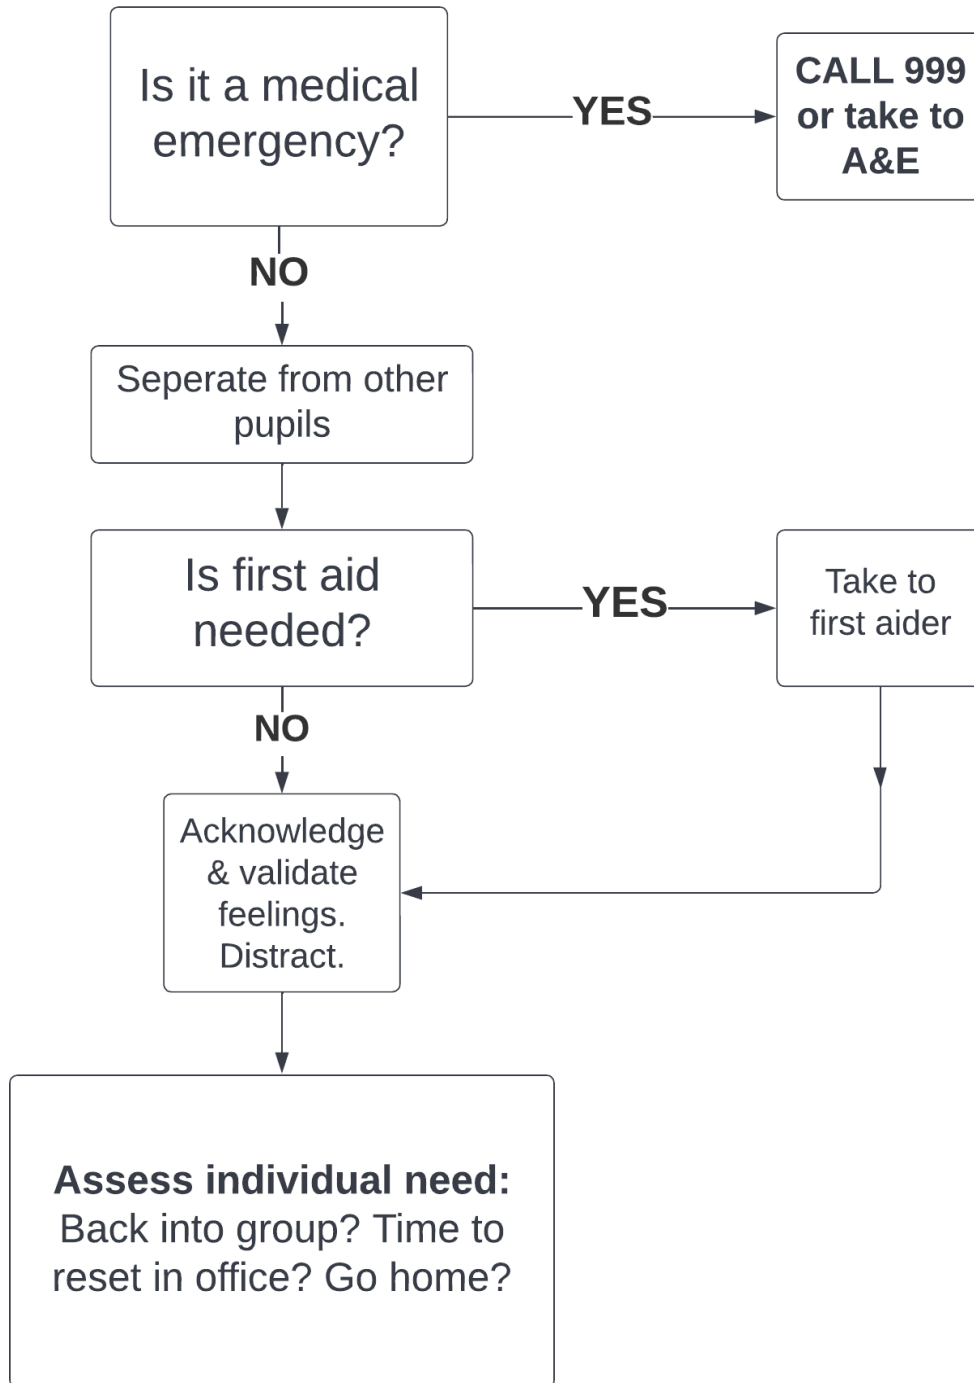 Is it a medical
emergency?
YES
CALL 999
or take to
A&E
NO
Seperate from other
pupils
Is first aid
needed?
YES
Take to
first aider
NO
Acknowledge
& validate
feelings.
Distract.
Assess individual need:
Back into group? Time to
reset in office? Go home?